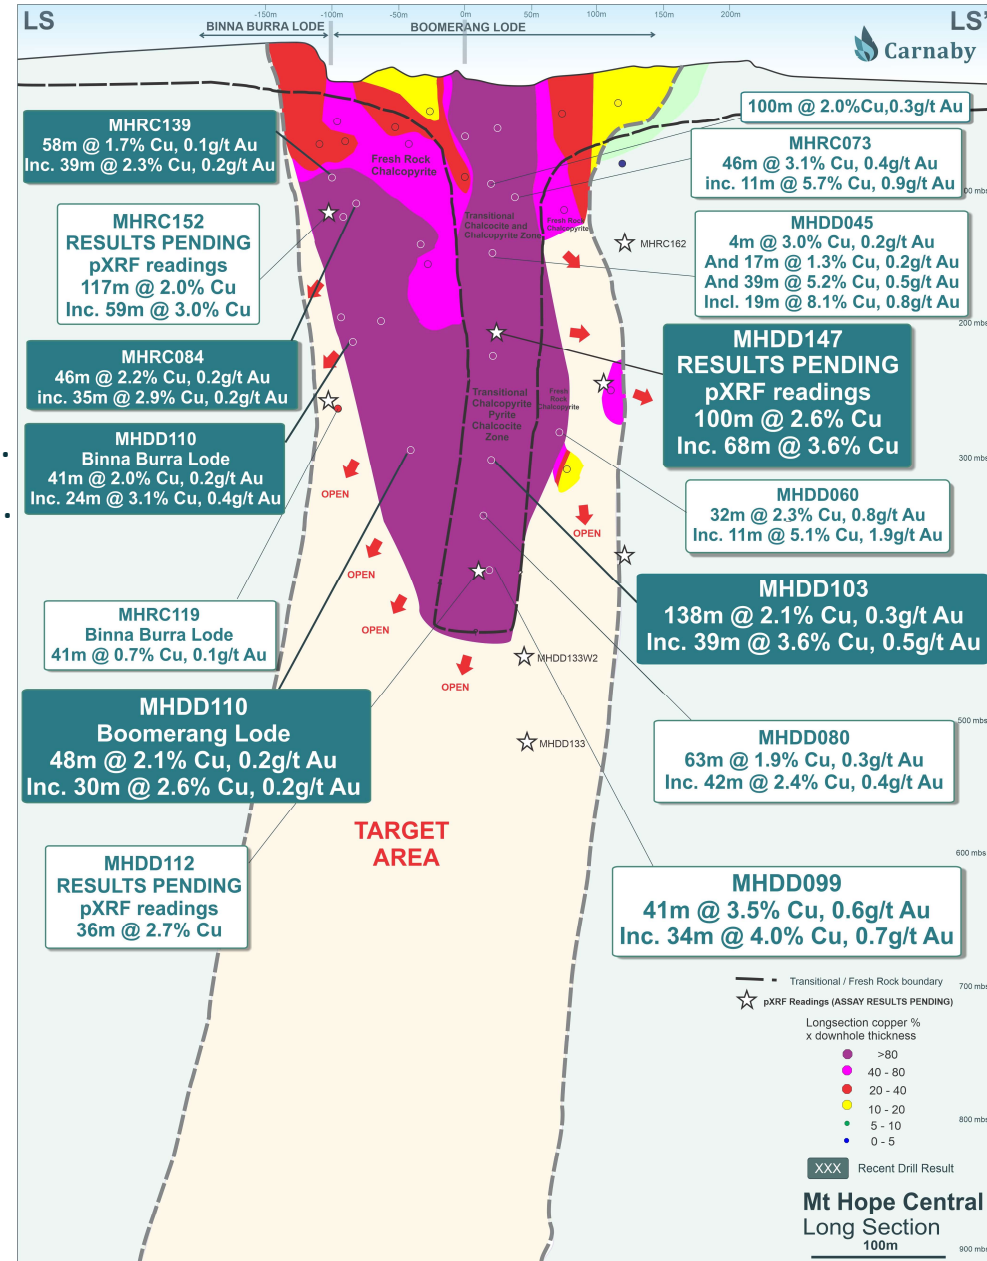 LS
LS'
-150m
-100m
-50m
0m
50m
100m
150m
200m
BINNA BURRA LODE
BOOMERANG LODE
Carnaby
MHRC139
58m @ 1.7% Cu, 0.1g/t Au
Inc. 39m @ 2.3% Cu, 0.2g/t Au
100m @ 2.0%Cu,0.3g/t Au
MHRC073
46m @ 3.1% Cu, 0.4g/t Au
inc. 11m @ 5.7% Cu, 0.9g/t Au
Fresh Rock
Chalcopyrite
00 mbs
MHRC152
RESULTS PENDING
pXRF readings
117m @ 2.0% Cu
Inc. 59m @ 3.0% Cu
Transitional
Chalcocite and
Chalcopyrite Zone
Fresh Rock
Chalcopyrite
MHRC162
MHDD045
4m @ 3.0% Cu, 0.2g/t Au
And 17m @ 1.3% Cu, 0.2g/t Au
And 39m @ 5.2% Cu, 0.5g/t Au
Incl. 19m @ 8.1% Cu, 0.8g/t Au
200 mbs
MHRC084
46m @ 2.2% Cu, 0.2g/t Au
inc. 35m @ 2.9% Cu, 0.2g/t Au
MHDD147
RESULTS PENDING
pXRF readings
100m @ 2.6% Cu
Inc. 68m @ 3.6% Cu
Transitional
Chalcopyrite
Pyrite
Chalcocite
Zone
Fresh
Rock
Chalcopyrite
MHDD110
Binna Burra Lode
41m @ 2.0% Cu, 0.2g/t Au
Inc. 24m @ 3.1% Cu, 0.4g/t Au
300 mbs
OPEN
MHDD060
32m @ 2.3% Cu, 0.8g/t Au
Inc. 11m @ 5.1% Cu, 1.9g/t Au
OPEN
OPEN
MHDD103
138m @ 2.1% Cu, 0.3g/t Au
Inc. 39m @ 3.6% Cu, 0.5g/t Au
MHRC119
Binna Burra Lode
41m @ 0.7% Cu, 0.1g/t Au
OPEN
MHDD133W2
OPEN
MHDD110
Boomerang Lode
48m @ 2.1% Cu, 0.2g/t Au
Inc. 30m @ 2.6% Cu, 0.2g/t Au
500 mbs
MHDD133
MHDD080
63m @ 1.9% Cu, 0.3g/t Au
Inc. 42m @ 2.4% Cu, 0.4g/t Au
TARGET
AREA
600 mbs
MHDD112
RESULTS PENDING
pXRF readings
36m @ 2.7% Cu
MHDD099
41m @ 3.5% Cu, 0.6g/t Au
Inc. 34m @ 4.0% Cu, 0.7g/t Au
Transitional / Fresh Rock boundary
700 mbs
pXRF Readings (ASSAY RESULTS PENDING)
Longsection copper %
x downhole thickness
>80
40 - 80
20 - 40
10 - 20
5 - 10
0 - 5
800 mbs
XXX Recent Drill Result
Mt Hope Central
Long Section
100m
900 mbs